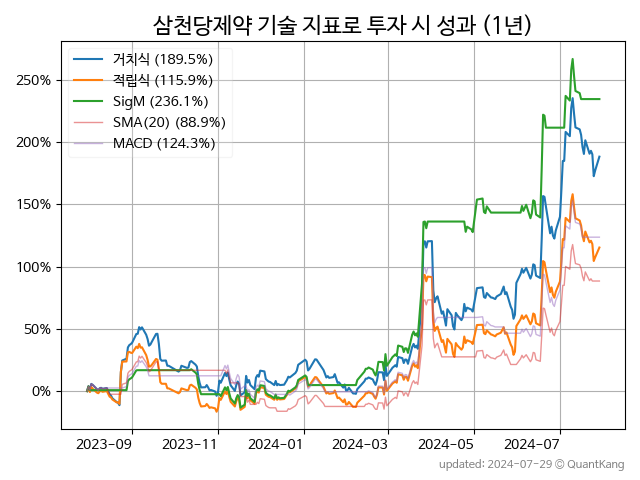 삼천당제약 기술 지표로 투자 시 성과 (1년)
거치식 (189.5%)
적립식 (115.9%)
SigM (236.1%)
SMA(20) (88.9%)
MACD (124.3%)
250%
200%
150%
100%
50%
0%
2023-09 2023-11 2024-01 2024-03 2024-05 2024-07
updated: 2024-07-29 © QuantKang